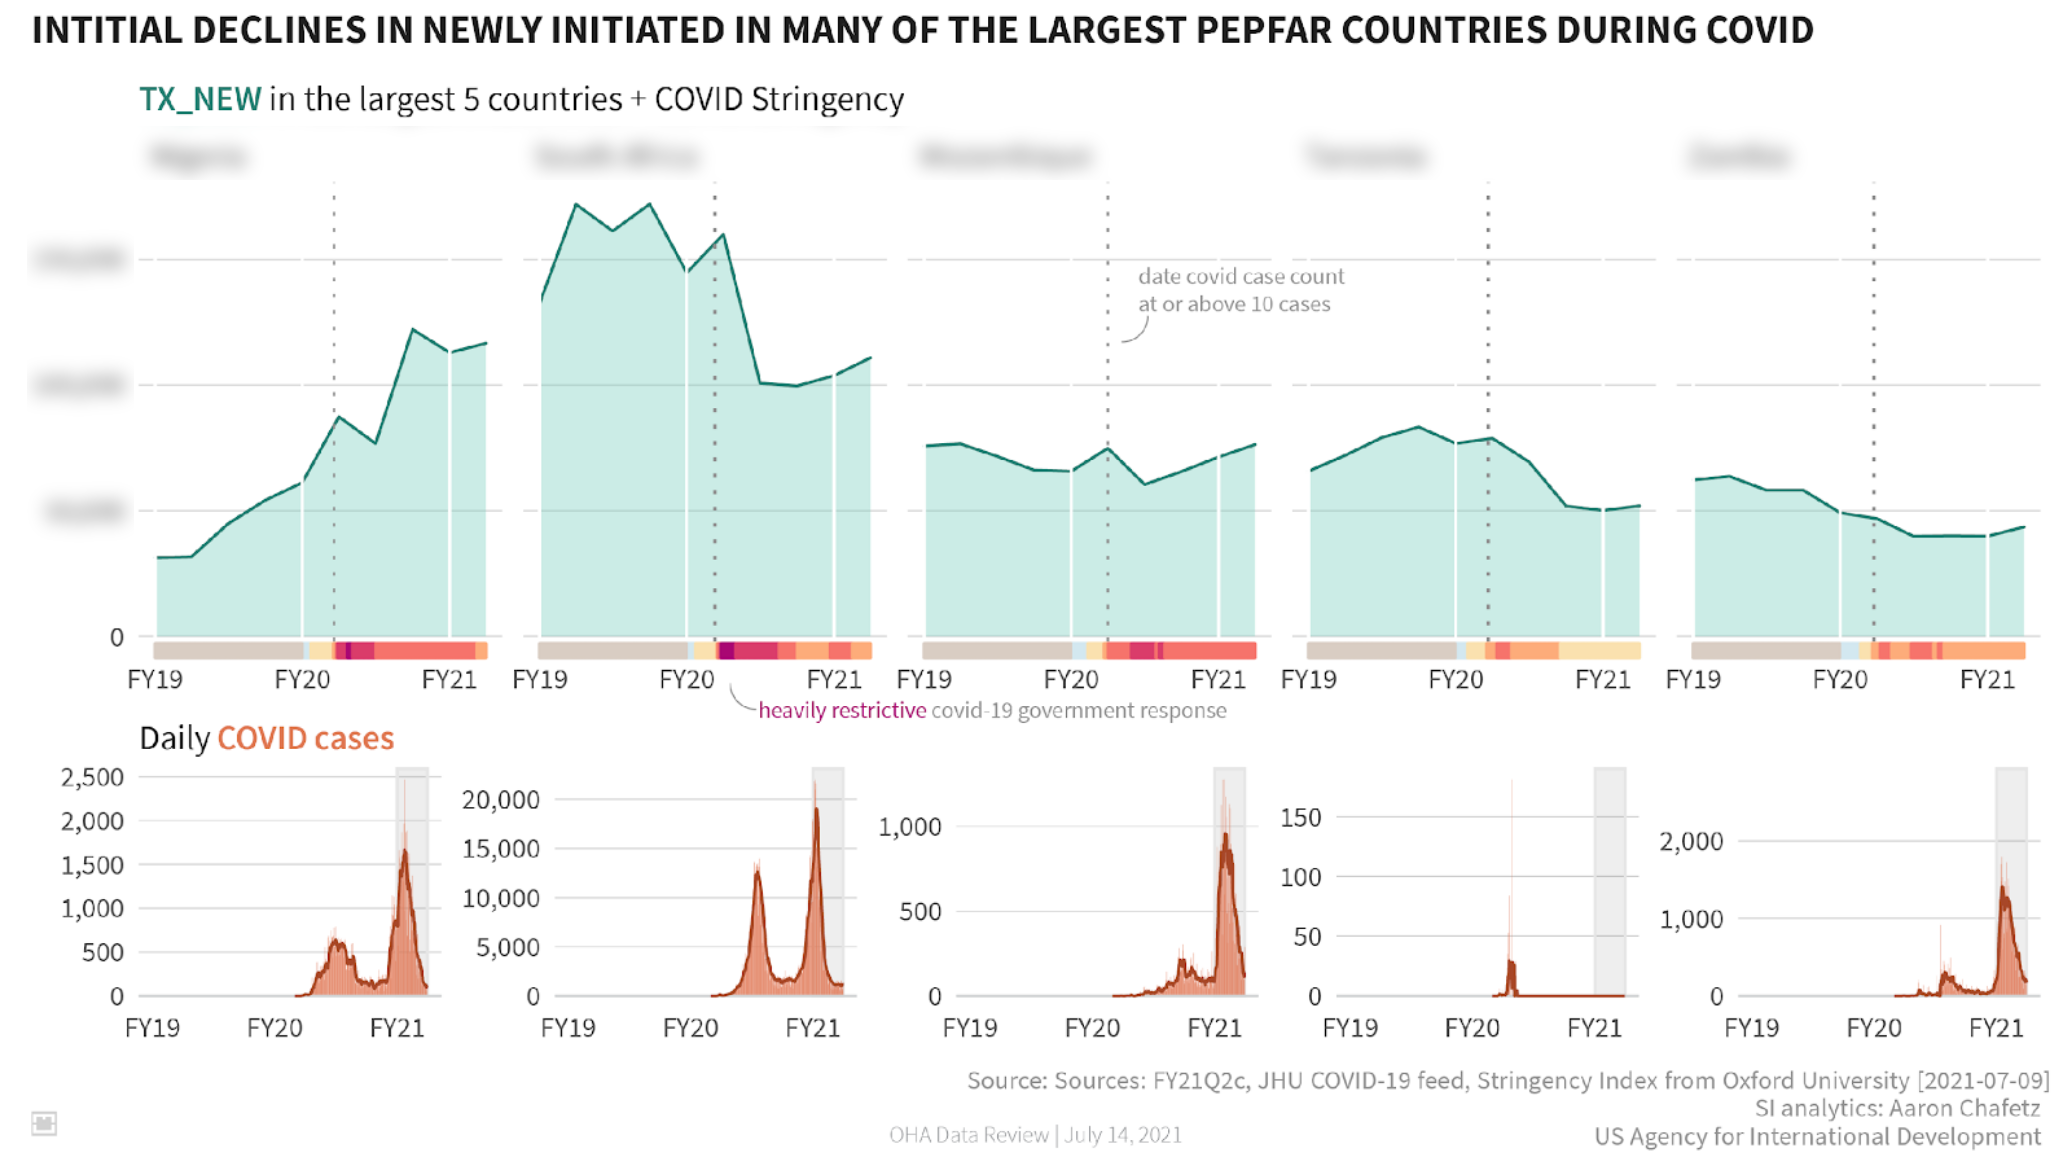 INTITIAL DECLINES IN NEWLY INITIATED IN MANY OF THE LARGEST PEPFAR COUNTRIES DURING COVID
TX_NEW in the largest 5 countries + COVID Stringency
date covid case count
at or above 10 cases
0
FY19 FY20 FY21 FY19 FY20 FY21 FY19 FY20 FY21 FY19 FY20 FY21 FY19 FY20 FY21
heavily restrictive covid-19 government response
Daily COVID cases
2,500
2,000
1,500
1,000
500
0
FY19 FY20 FY21
20,000
15,000
10,000
5,000
0
FY19 FY20 FY21
1,000
500
0
FY19 FY20 FY21
150
100
50
0
FY19 FY20 FY21
2,000
1,000
0
FY19 FY20 FY21
Source: Sources: FY21Q2c, JHU COVID-19 feed, Stringency Index from Oxford University [2021-07-09]
SI analytics: Aaron Chafetz
OHA Data Review | July 14, 2021
US Agency for International Development